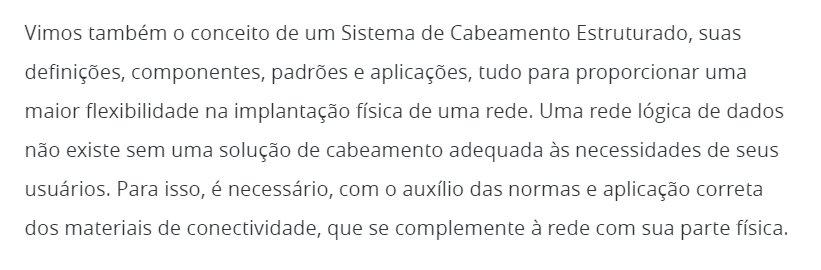 Vimos também o conceito de um Sistema de Cabeamento Estruturado, suas
definições, componentes, padrões e aplicações, tudo para proporcionar uma
maior flexibilidade na implantação física de uma rede. Uma rede lógica de dados
não existe sem uma solução de cabeamento adequada às necessidades de seus
usuários. Para isso, é necessário, com o auxílio das normas e aplicação correta
dos materiais de conectividade, que se complemente à rede com sua parte física.